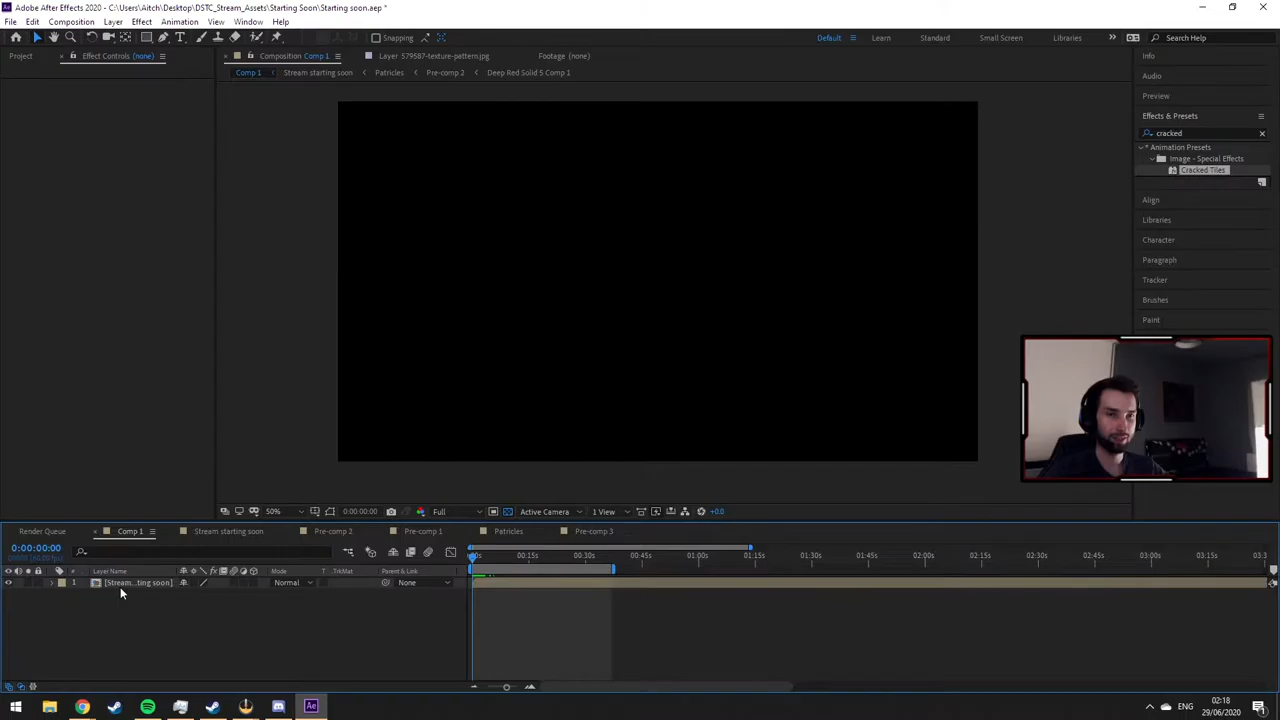 Adobe After Effects 2020 - C:\Users\Aitch\Desktop\DSTC_Stream_Assets\Starting Soon\Starting soon.aep *
File Edit Composition Layer Effect Animation View Window Help
Snapping
Default Learn Standard Small Screen Libraries Search Help
Project Effect Controls (none) Composition Comp 1 Layer 579587-texture-pattern.jpg Footage (none)
Comp 1 Stream starting soon Patricles Pre-comp 2 Deep Red Solid 5 Comp 1
Info
Audio
Preview
Effects & Presets
cracked
* Animation Presets
Image - Special Effects
Cracked Tiles
Align
Libraries
Character
Paragraph
Tracker
Brushes
Paint
50% 0:00:00:00 Full Active Camera 1 View +0.0
Render Queue Comp 1 Stream starting soon Pre-comp 2 Pre-comp 1 Patricles Pre-comp 3
0:00:00:00
00:15s 00:30s 00:45s 01:00s 01:15s 01:30s 01:45s 02:00s 02:15s 02:30s 02:45s 03:00s 03:15s
# Layer Name Mode T .TrkMat Parent & Link
1 [Stream...ting soon] Normal None
Ae
ENG
02:18
29/06/2020